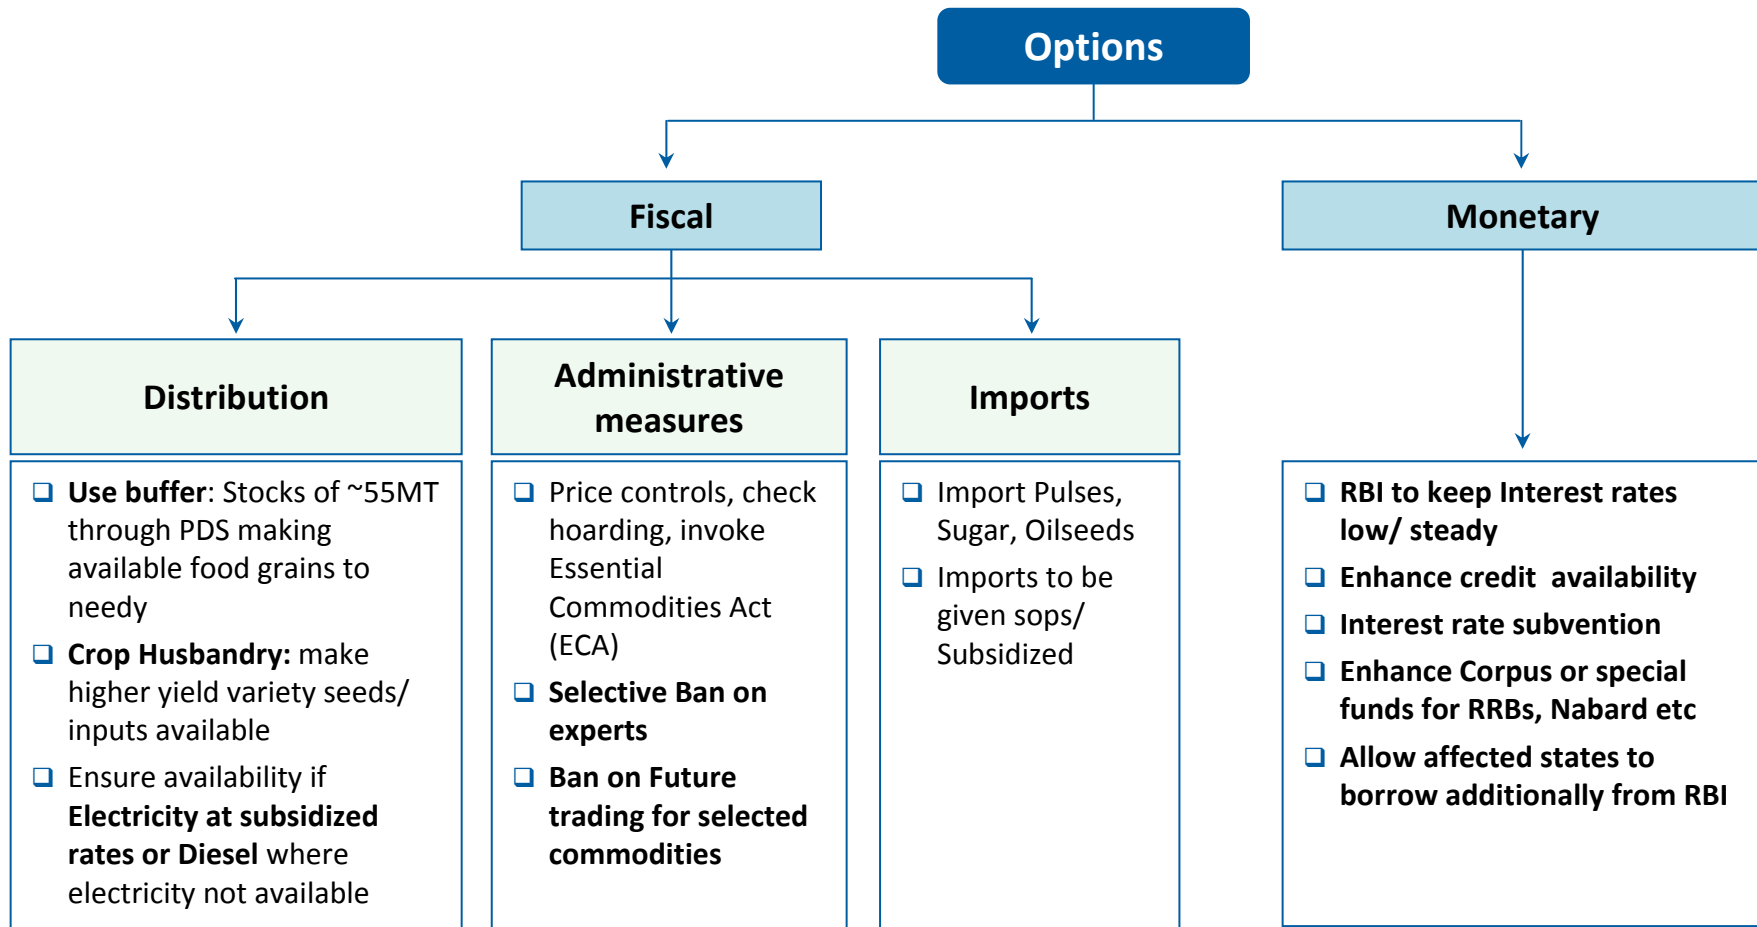 Options
Fiscal
Monetary
Distribution
Administrative
measures
Imports
❑ Use buffer: Stocks of ~55MT
through PDS making
available food grains to
needy
❑ Crop Husbandry: make
higher yield variety seeds/
inputs available
❑ Ensure availability if
Electricity at subsidized
rates or Diesel where
electricity not available
❑ Price controls, check
hoarding, invoke
Essential
Commodities Act
(ECA)
❑ Selective Ban on
experts
❑ Ban on Future
trading for selected
commodities
❑ Import Pulses,
Sugar, Oilseeds
❑ Imports to be
given sops/
Subsidized
❑ RBI to keep Interest rates
low/ steady
❑ Enhance credit  availability
❑ Interest rate subvention
❑ Enhance Corpus or special
funds for RRBs, Nabard etc
❑ Allow affected states to
borrow additionally from RBI